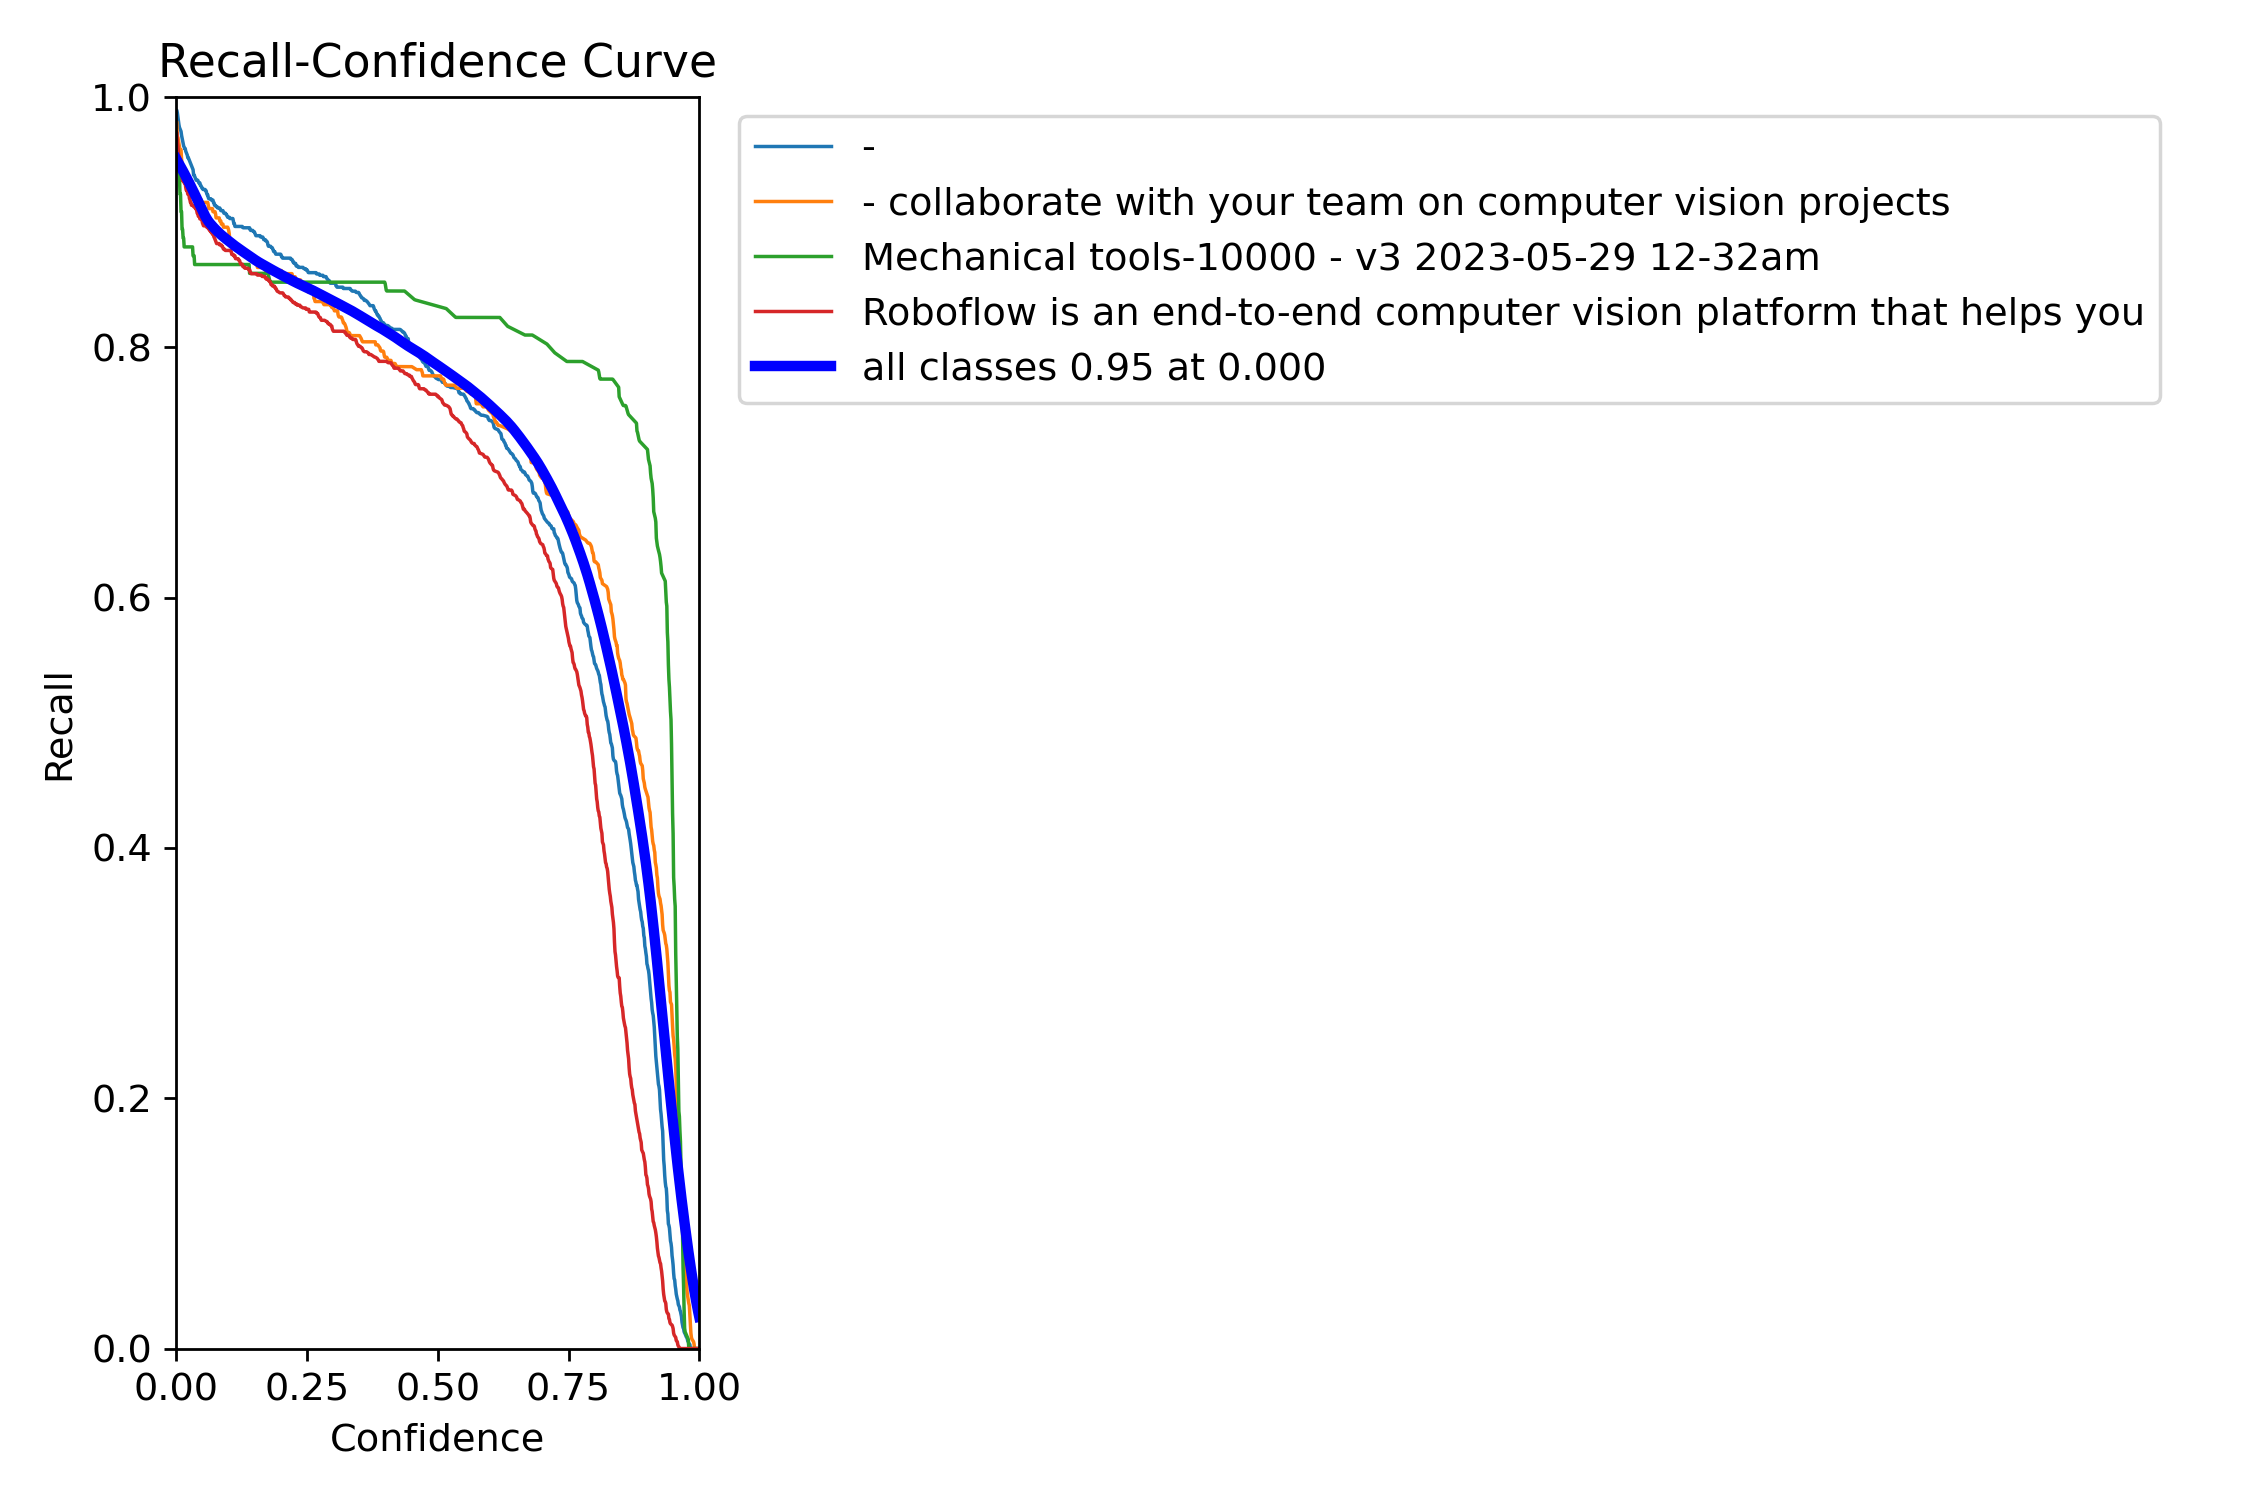 Recall-Confidence Curve
1.0
0.8
0.6
0.4
0.2
0.0
Recall
0.00 0.25 0.50 0.75 1.00
Confidence
-
- collaborate with your team on computer vision projects
Mechanical tools-10000 - v3 2023-05-29 12-32am
Roboflow is an end-to-end computer vision platform that helps you
all classes 0.95 at 0.000